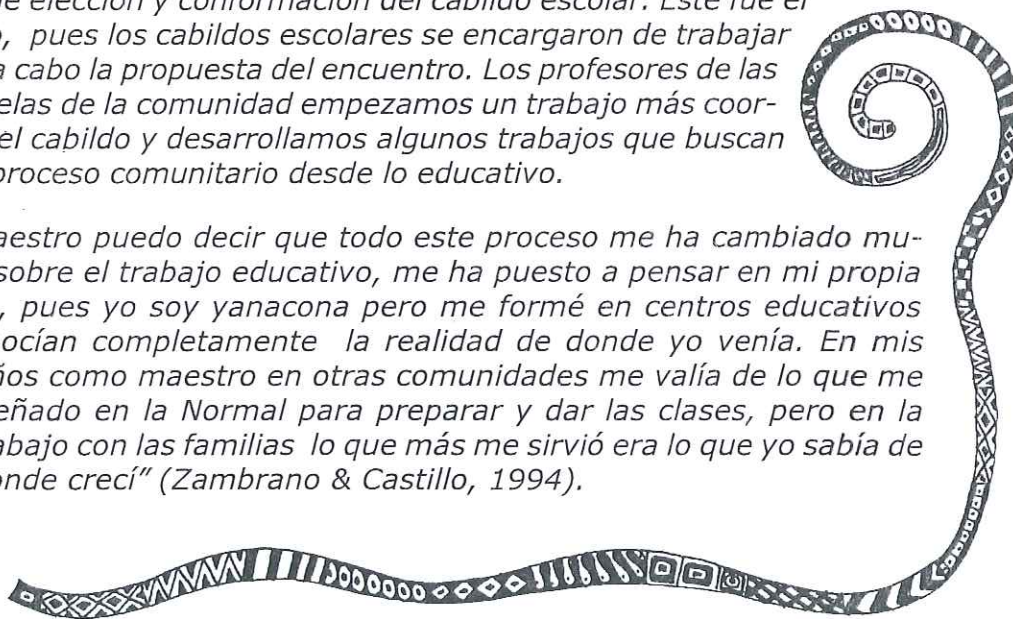 de elección y conformación del cabildo escolar. Este fue el
, pues los cabildos escolares se encargaron de trabajar
a cabo la propuesta del encuentro. Los profesores de las
elas de la comunidad empezamos un trabajo más coor-
el cabildo y desarrollamos algunos trabajos que buscan
proceso comunitario desde lo educativo.
aestro puedo decir que todo este proceso me ha cambiado mu-
sobre el trabajo educativo, me ha puesto a pensar en mi propia
, pues yo soy yanacona pero me formé en centros educativos
ocían completamente la realidad de donde yo venía. En mis
ños como maestro en otras comunidades me valía de lo que me
eñado en la Normal para preparar y dar las clases, pero en la
abajo con las familias lo que más me sirvió era lo que yo sabía de
onde crecí" (Zambrano & Castillo, 1994).